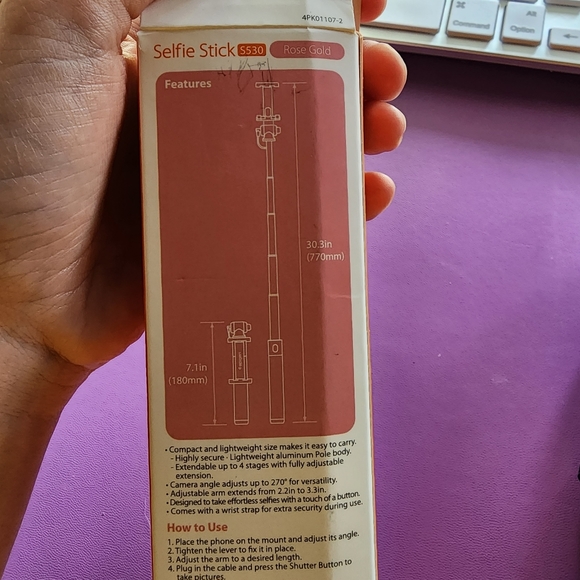 4PK01107-2
Selfie Stick S530 Rose Gold
Features
30.3in
(770mm)
7.1in
(180mm)
• Compact and lightweight size makes it easy to carry.
- Highly secure - Lightweight aluminum Pole body.
- Extendable up to 4 stages with fully adjustable
extension.
• Camera angle adjusts up to 270° for versatility.
• Adjustable arm extends from 2.2in to 3.3in.
• Designed to take effortless selfies with a touch of a button.
• Comes with a wrist strap for extra security during use.
How to Use
1. Place the phone on the mount and adjust its angle.
2. Tighten the lever to fix it in place.
3. Adjust the arm to a desired length.
4. Plug in the cable and press the Shutter Button to
take pictures.
⌘
Command
Alt
Option